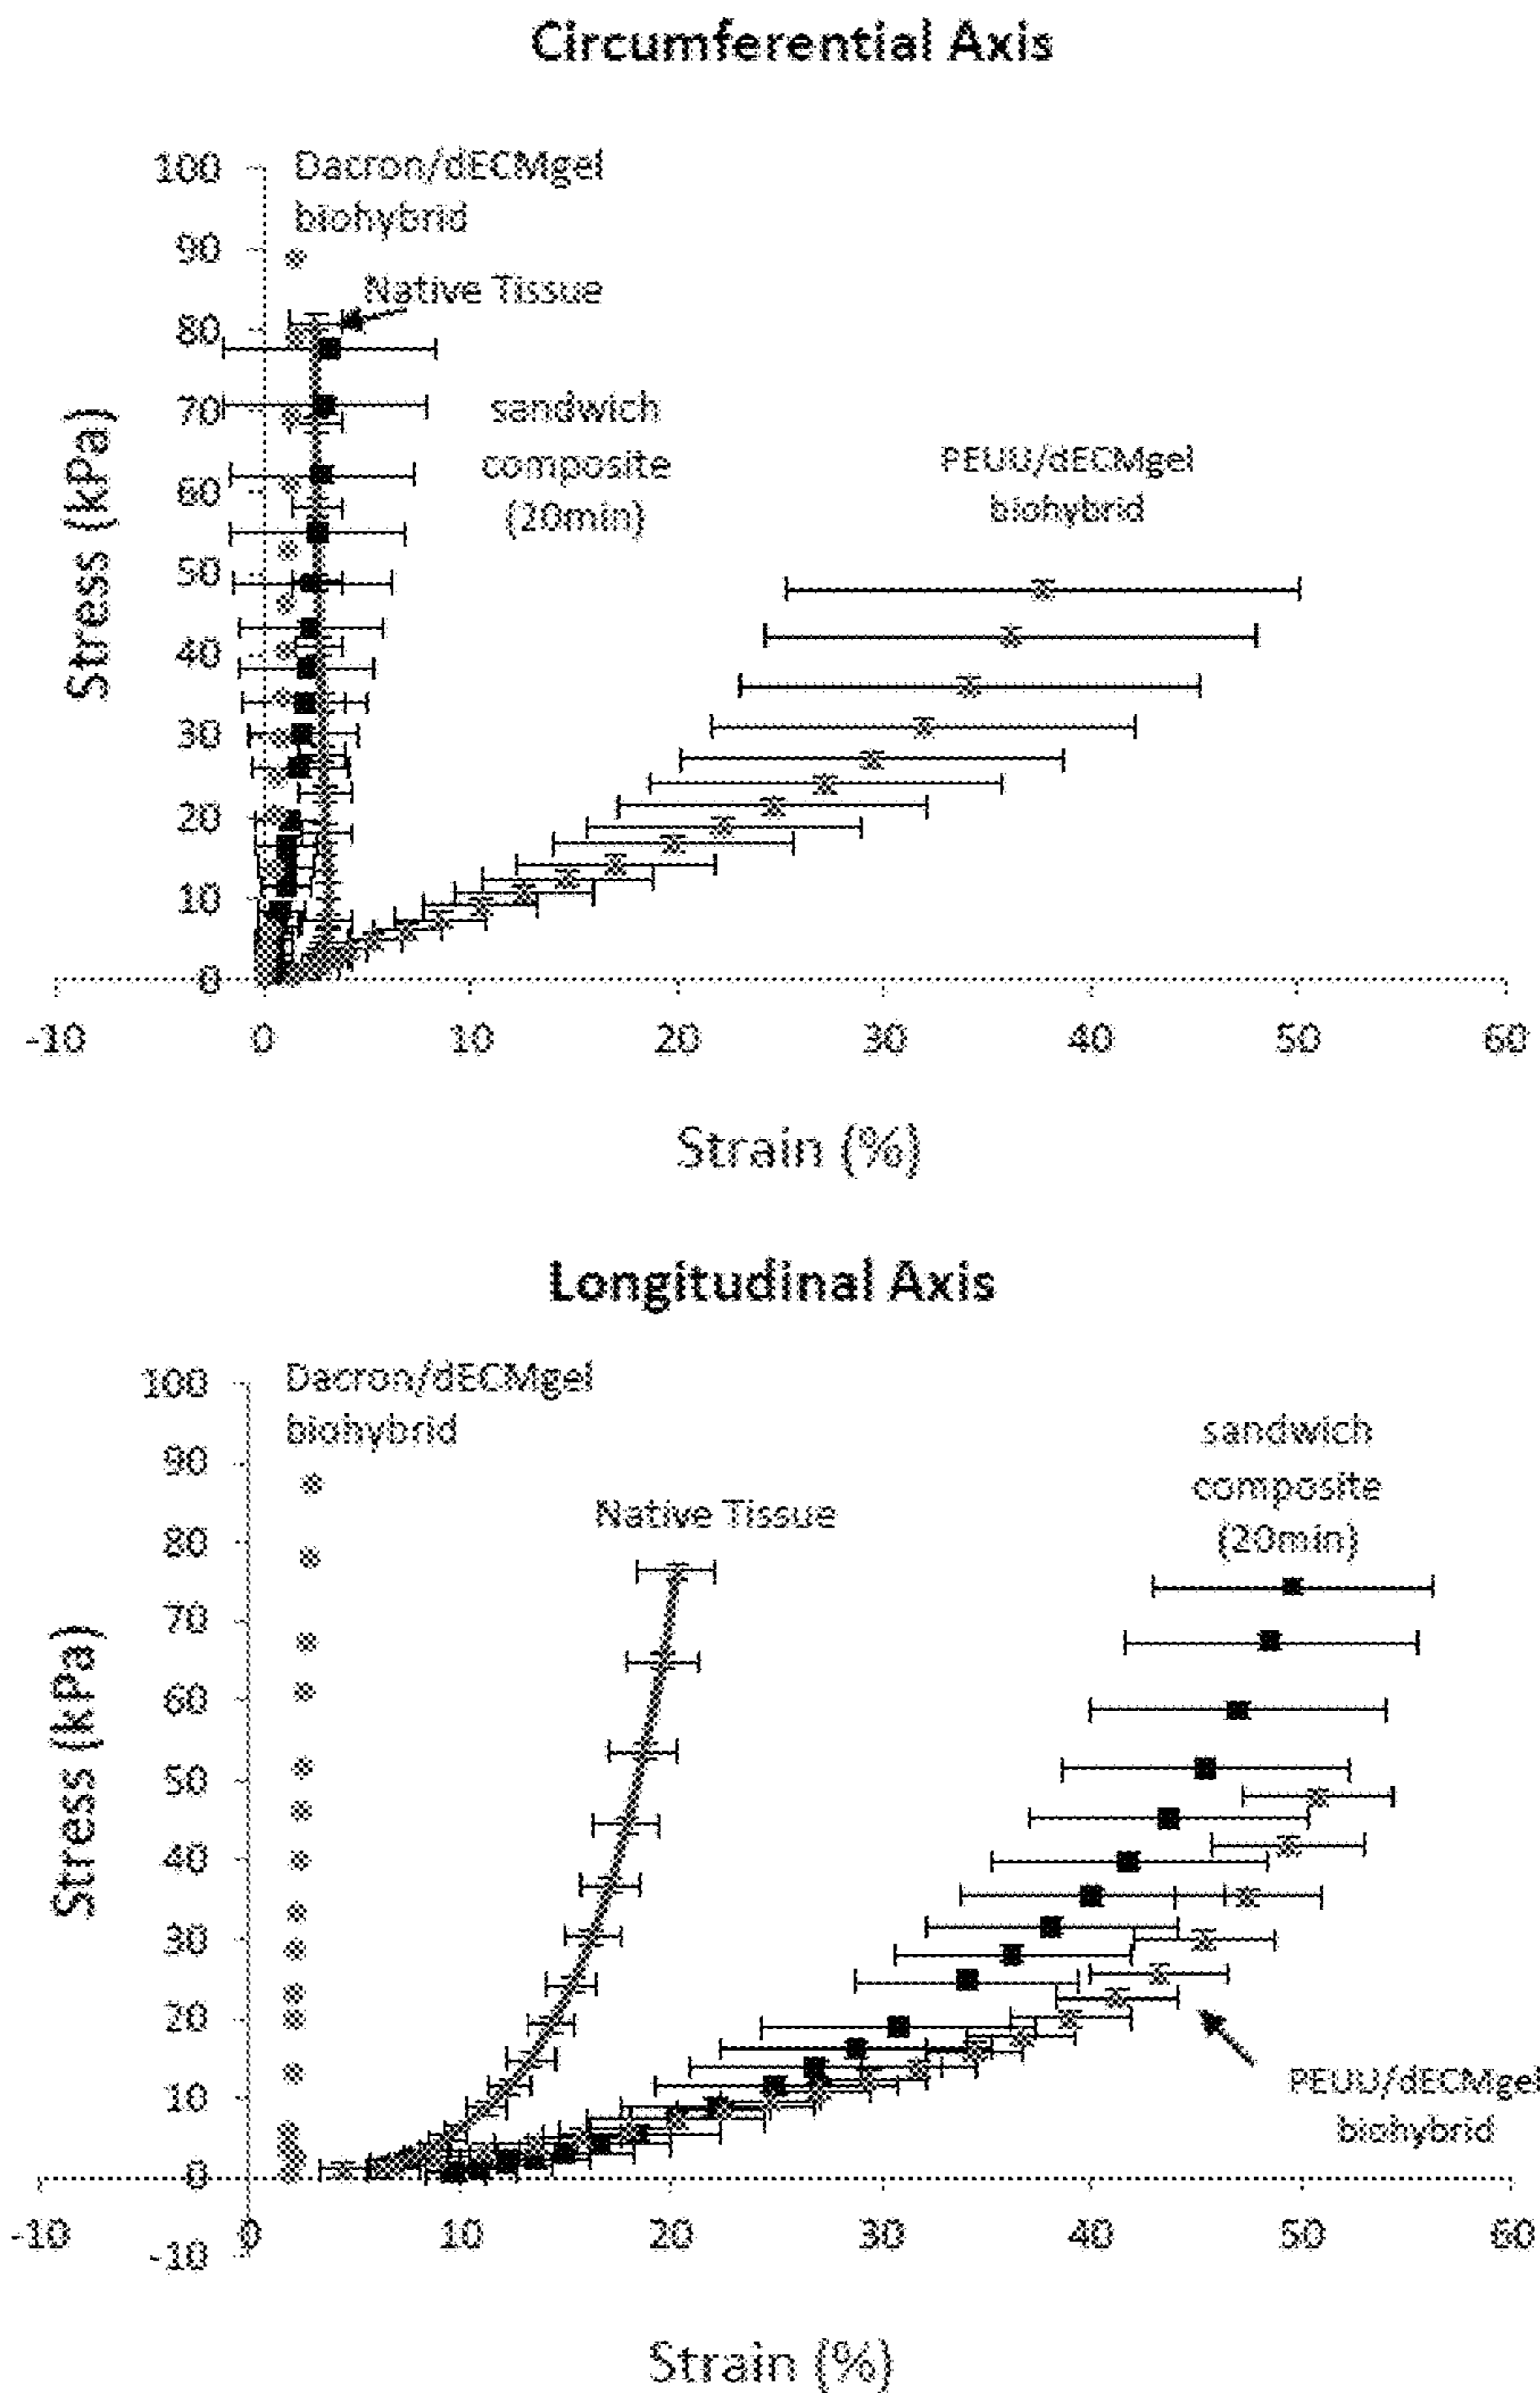 Circumferential Axis
Dacron/dECMgel
biohybrid
Native Tissue
sandwich
composite
(20min)
PEUU/dECMgel
biohybrid
Stress (kPa)
100
90
80
70
60
50
40
30
20
10
0
-10 0 10 20 30 40 50 60
Strain (%)
Longitudinal Axis
Dacron/dECMgel
biohybrid
Native Tissue
sandwich
composite
(20min)
PEUU/dECMgel
biohybrid
Stress (kPa)
100
90
80
70
60
50
40
30
20
10
0
-10
-10 0 10 20 30 40 50 60
Strain (%)